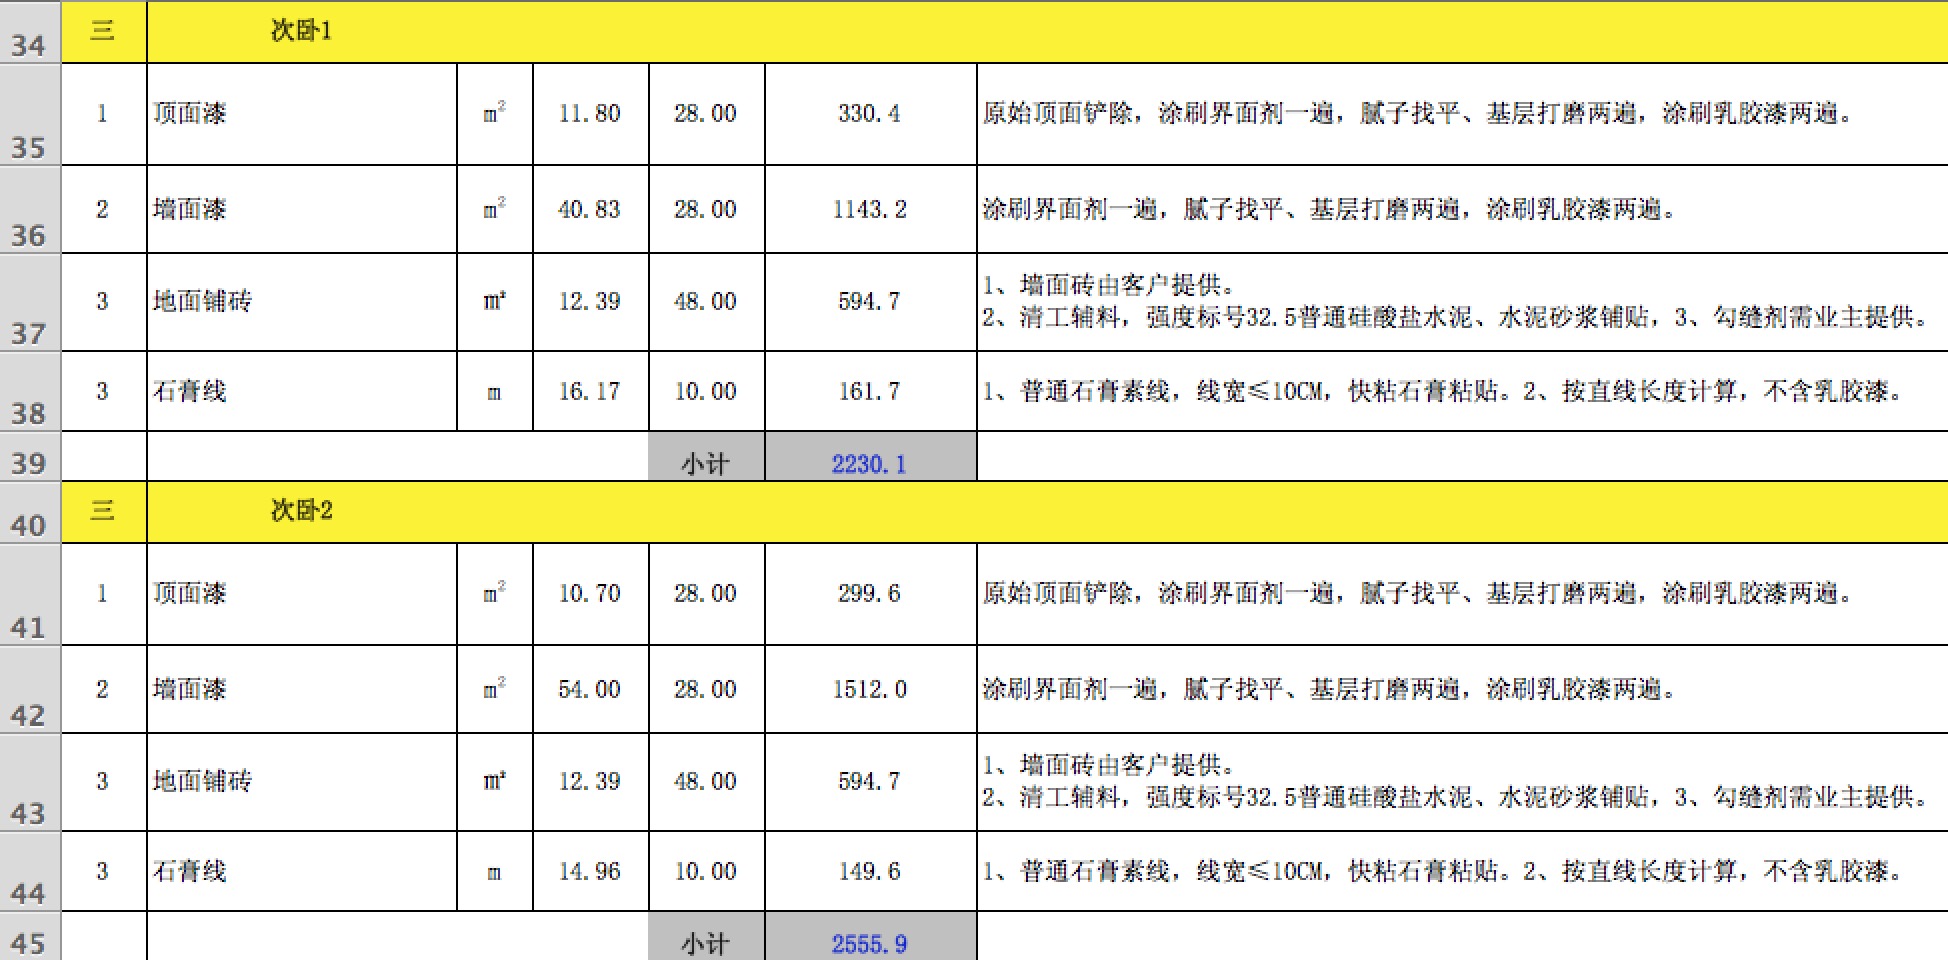 34 三 次卧1
35 1 顶面漆 m² 11.80 28.00 330.4 原始顶面铲除，涂刷界面剂一遍，腻子找平、基层打磨两遍，涂刷乳胶漆两遍。
36 2 墙面漆 m² 40.83 28.00 1143.2 涂刷界面剂一遍，腻子找平、基层打磨两遍，涂刷乳胶漆两遍。
37 3 地面铺砖 m² 12.39 48.00 594.7 1、墙面砖由客户提供。
2、清工辅料，强度标号32.5普通硅酸盐水泥、水泥砂浆铺贴，3、勾缝剂需业主提供。
38 3 石膏线 m 16.17 10.00 161.7 1、普通石膏素线，线宽≤10CM，快粘石膏粘贴。2、按直线长度计算，不含乳胶漆。
39 小计 2230.1
40 三 次卧2
41 1 顶面漆 m² 10.70 28.00 299.6 原始顶面铲除，涂刷界面剂一遍，腻子找平、基层打磨两遍，涂刷乳胶漆两遍。
42 2 墙面漆 m² 54.00 28.00 1512.0 涂刷界面剂一遍，腻子找平、基层打磨两遍，涂刷乳胶漆两遍。
43 3 地面铺砖 m² 12.39 48.00 594.7 1、墙面砖由客户提供。
2、清工辅料，强度标号32.5普通硅酸盐水泥、水泥砂浆铺贴，3、勾缝剂需业主提供。
44 3 石膏线 m 14.96 10.00 149.6 1、普通石膏素线，线宽≤10CM，快粘石膏粘贴。2、按直线长度计算，不含乳胶漆。
45 小计 2555.9